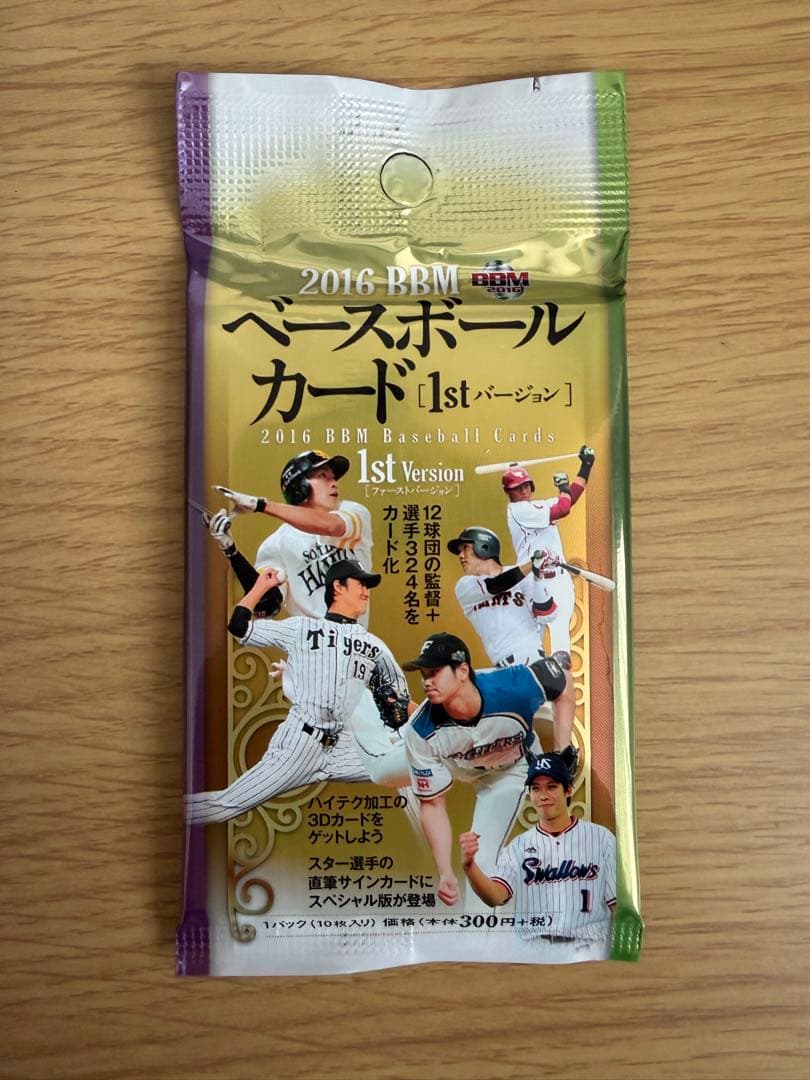 2016 BBM
BBM
2016
ベースボール
カード[1stバージョン]
2016 BBM Baseball Cards
1st Version
[ファーストバージョン]
12球団の監督+
選手324名を
カード化
Tigers
19
Swallows
1
ハイテク加工の
3Dカードを
ゲットしよう
スター選手の
直筆サインカードに
スペシャル版が登場
1パック(10枚入り) 価格(本体300円+税)